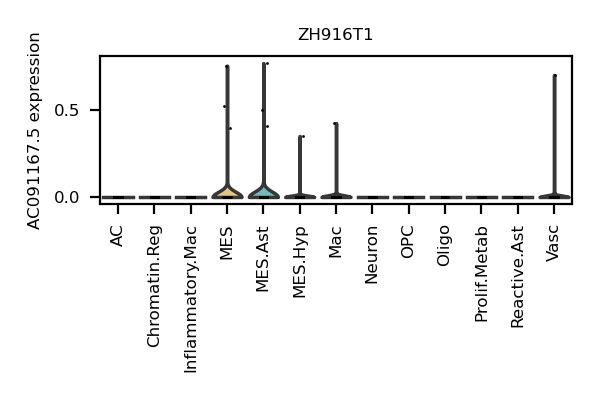 ZH916T1
AC091167.5 expression
0.5
0.0
AC
Chromatin.Reg
Inflammatory.Mac
MES
MES.Ast
MES.Hyp
Mac
Neuron
OPC
Oligo
Prolif.Metab
Reactive.Ast
Vasc